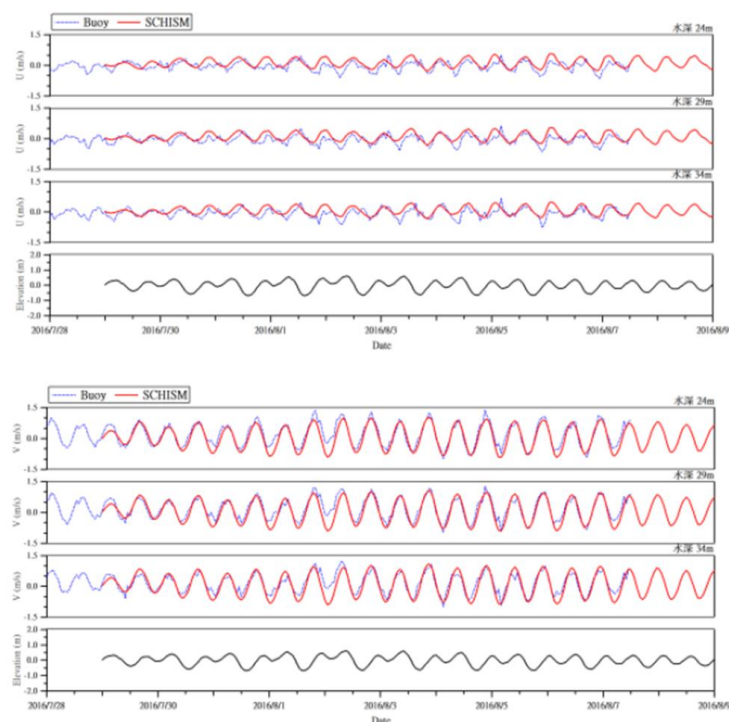 Buoy SCHISM
水深 24m
1.5
0.0
-1.5
U (m/s)
水深 29m
1.5
0.0
-1.5
U (m/s)
水深 34m
1.5
0.0
-1.5
U (m/s)
2.0
1.0
0.0
-1.0
-2.0
Elevation (m)
2016/7/28 2016/7/30 2016/8/1 2016/8/3 2016/8/5 2016/8/7 2016/8/9
Date
Buoy SCHISM
水深 24m
1.5
0.0
-1.5
V (m/s)
水深 29m
1.5
0.0
-1.5
V (m/s)
水深 34m
1.5
0.0
-1.5
V (m/s)
2.0
1.0
0.0
-1.0
-2.0
Elevation (m)
2016/7/28 2016/7/30 2016/8/1 2016/8/3 2016/8/5 2016/8/7 2016/8/9
Date